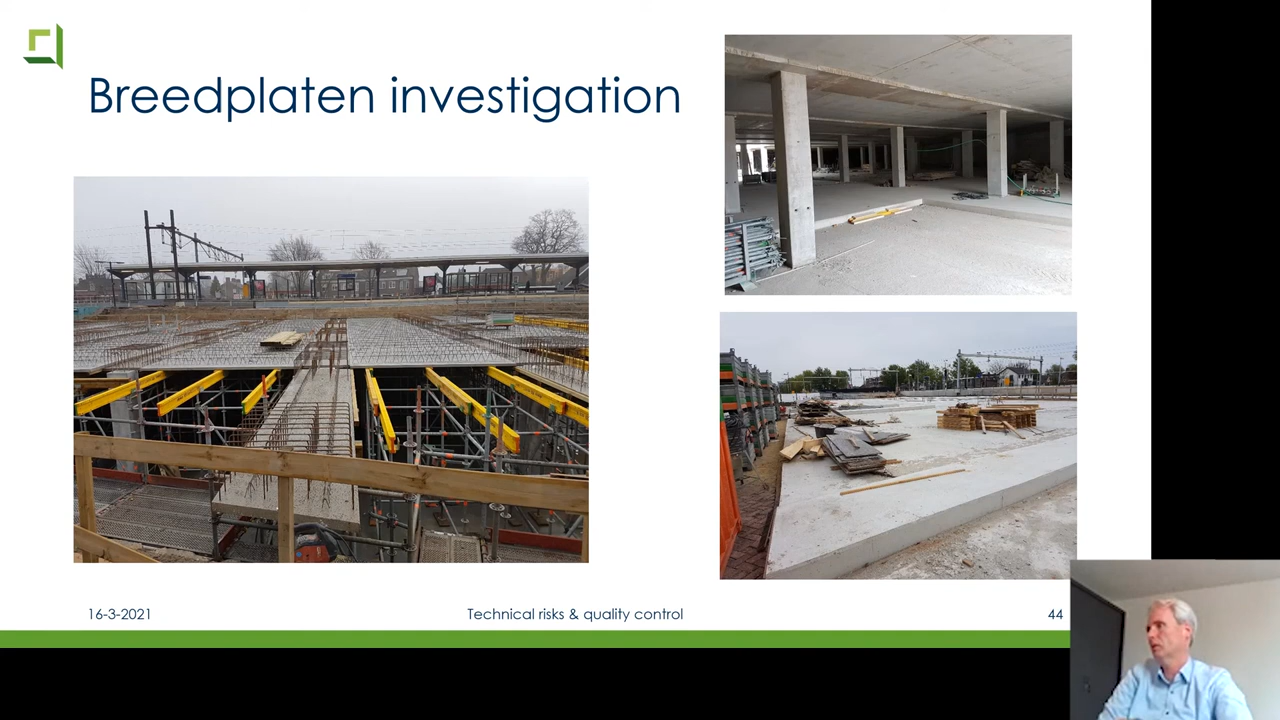 Breedplaten investigation
16-3-2021
Technical risks & quality control
44